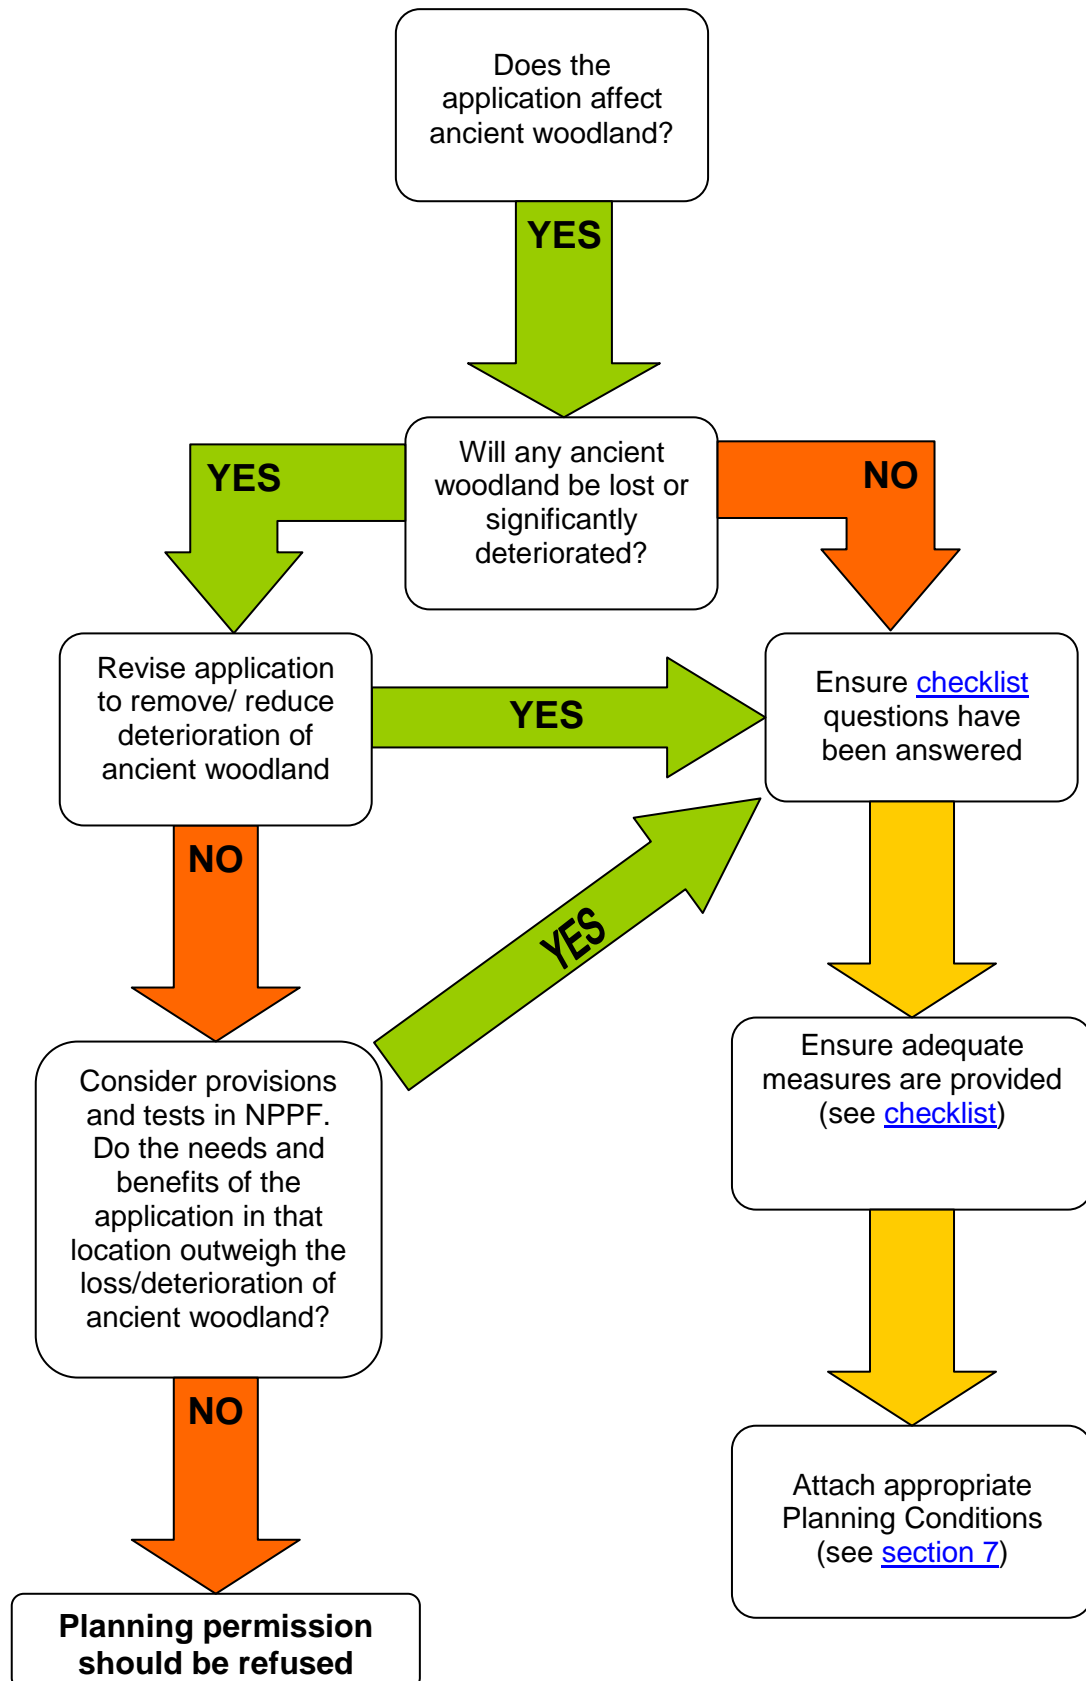 Does the
application affect
ancient woodland?
YES
Will any ancient
woodland be lost or
significantly
deteriorated?
YES
NO
Revise application
to remove/ reduce
deterioration of
ancient woodland
YES
Ensure checklist
questions have
been answered
NO
YES
Consider provisions
and tests in NPPF.
Do the needs and
benefits of the
application in that
location outweigh the
loss/deterioration of
ancient woodland?
Ensure adequate
measures are provided
(see checklist)
NO
Attach appropriate
Planning Conditions
(see section 7)
Planning permission
should be refused